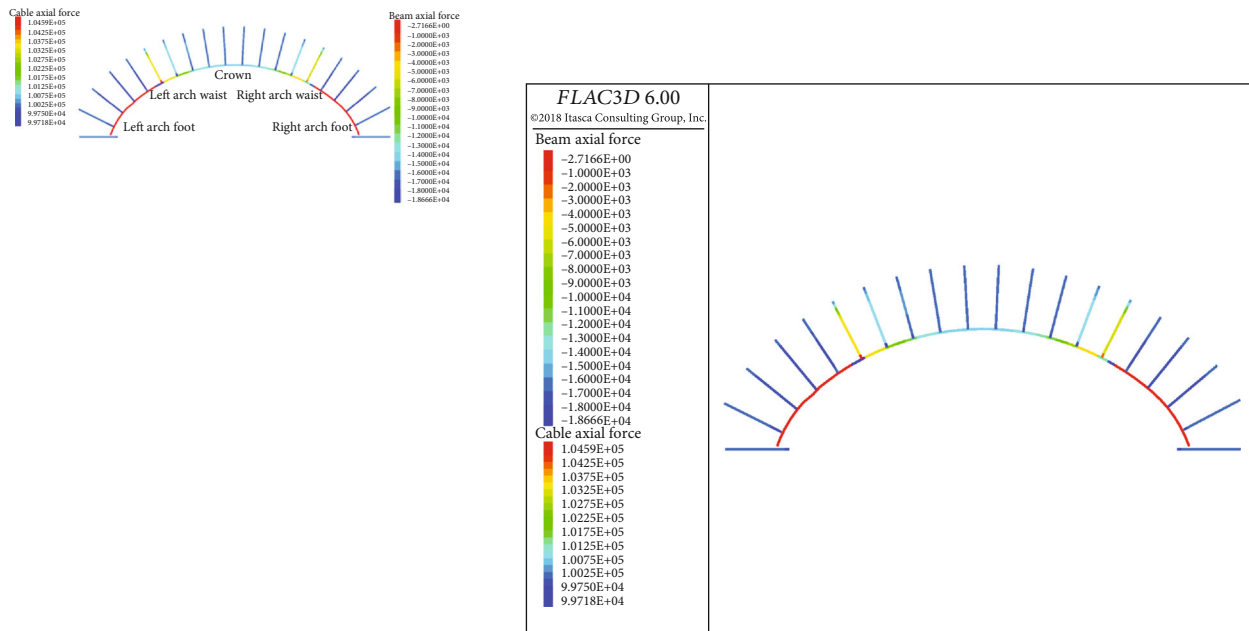 Cable axial force
1.0459E+05
1.0425E+05
1.0375E+05
1.0325E+05
1.0275E+05
1.0225E+05
1.0175E+05
1.0125E+05
1.0075E+05
1.0025E+05
9.9750E+04
9.9718E+04
Crown
Left arch waist
Right arch waist
Left arch foot
Right arch foot
Beam axial force
–2.7166E+00
–1.0000E+03
–2.0000E+03
–3.0000E+03
–4.0000E+03
–5.0000E+03
–6.0000E+03
–7.0000E+03
–8.0000E+03
–9.0000E+03
–1.0000E+04
–1.1000E+04
–1.2000E+04
–1.3000E+04
–1.4000E+04
–1.5000E+04
–1.6000E+04
–1.7000E+04
–1.8000E+04
–1.8666E+04
FLAC3D 6.00
©2018 Itasca Consulting Group, Inc.
Beam axial force
–2.7166E+00
–1.0000E+03
–2.0000E+03
–3.0000E+03
–4.0000E+03
–5.0000E+03
–6.0000E+03
–7.0000E+03
–8.0000E+03
–9.0000E+03
–1.0000E+04
–1.1000E+04
–1.2000E+04
–1.3000E+04
–1.4000E+04
–1.5000E+04
–1.6000E+04
–1.7000E+04
–1.8000E+04
–1.8666E+04
Cable axial force
1.0459E+05
1.0425E+05
1.0375E+05
1.0325E+05
1.0275E+05
1.0225E+05
1.0175E+05
1.0125E+05
1.0075E+05
1.0025E+05
9.9750E+04
9.9718E+04